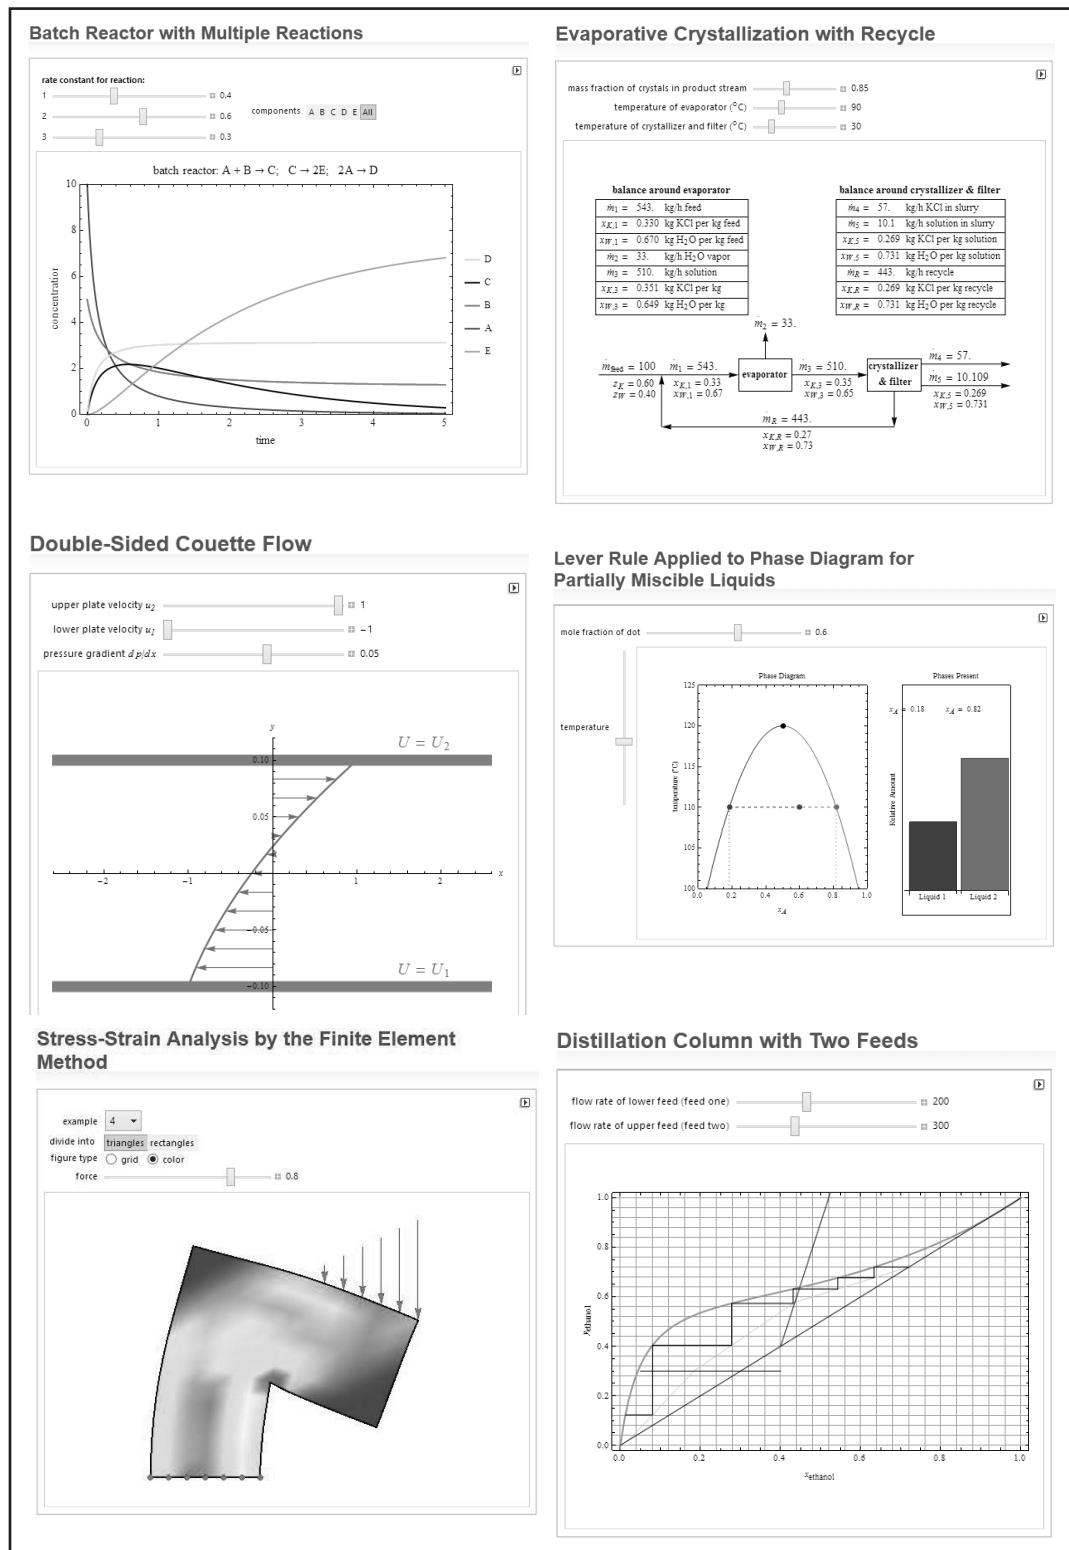 Batch Reactor with Multiple Reactions
rate constant for reaction:
1 0.4
2 0.6
3 0.3
components A B C D E All
batch reactor: A + B → C; C → 2E; 2A → D
concentration
10
8
6
4
2
0
0 1 2 3 4 5
time
D
C
B
A
E
Evaporative Crystallization with Recycle
mass fraction of crystals in product stream 0.85
temperature of evaporator (°C) 90
temperature of crystallizer and filter (°C) 30
balance around evaporator
ṁ1 = 543. kg/h feed
xK,1 = 0.330 kg KCl per kg feed
xW,1 = 0.670 kg H2O per kg feed
ṁ2 = 33. kg/h H2O vapor
ṁ3 = 510. kg/h solution
xK,3 = 0.351 kg KCl per kg
xW,3 = 0.649 kg H2O per kg
balance around crystallizer & filter
ṁ4 = 57. kg/h KCl in slurry
ṁ5 = 10.1 kg/h solution in slurry
xK,5 = 0.269 kg KCl per kg solution
xW,5 = 0.731 kg H2O per kg solution
ṁR = 443. kg/h recycle
xK,R = 0.269 kg KCl per kg recycle
xW,R = 0.731 kg H2O per kg recycle
ṁ2 = 33.
ṁfeed = 100
zK = 0.60
zW = 0.40
ṁ1 = 543.
xK,1 = 0.33
xW,1 = 0.67
evaporator
ṁ3 = 510.
xK,3 = 0.35
xW,3 = 0.65
crystallizer
& filter
ṁ4 = 57.
ṁ5 = 10.109
xK,5 = 0.269
xW,5 = 0.731
ṁR = 443.
xK,R = 0.27
xW,R = 0.73
Double-Sided Couette Flow
upper plate velocity u2 1
lower plate velocity u1 −1
pressure gradient dp/dx 0.05
y
U = U2
0.10
0.05
−2 −1 1 2 x
−0.05
U = U1
−0.10
Lever Rule Applied to Phase Diagram for
Partially Miscible Liquids
mole fraction of dot 0.6
temperature
Phase Diagram
temperature (°C)
125
120
115
110
105
100
0.0 0.2 0.4 0.6 0.8 1.0
xA
Phases Present
xA = 0.18 xA = 0.82
Relative Amount
Liquid 1 Liquid 2
Stress-Strain Analysis by the Finite Element
Method
example 4
divide into triangles rectangles
figure type grid color
force 0.8
Distillation Column with Two Feeds
flow rate of lower feed (feed one) 200
flow rate of upper feed (feed two) 300
yethanol
1.0
0.8
0.6
0.4
0.2
0.0
0.0 0.2 0.4 0.6 0.8 1.0
xethanol